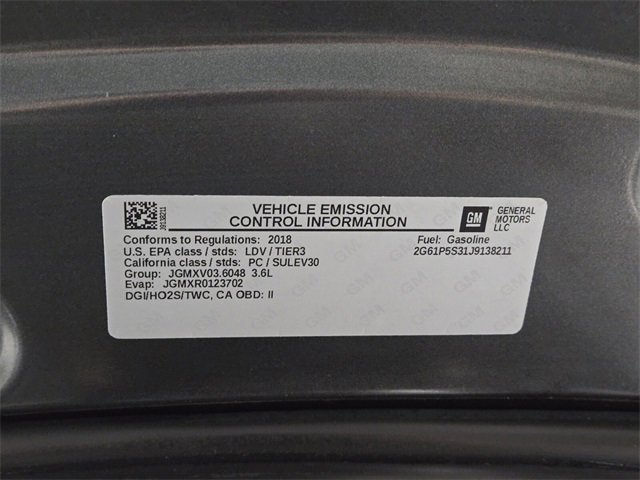 J9138211
VEHICLE EMISSION
CONTROL INFORMATION
GM
GENERAL
MOTORS
LLC
Conforms to Regulations: 2018
Fuel: Gasoline
U.S. EPA class / stds: LDV / TIER3
2G61P5S31J9138211
California class / stds: PC / SULEV30
Group: JGMXV03.6048 3.6L
Evap: JGMXR0123702
DGI/HO2S/TWC, CA OBD: II